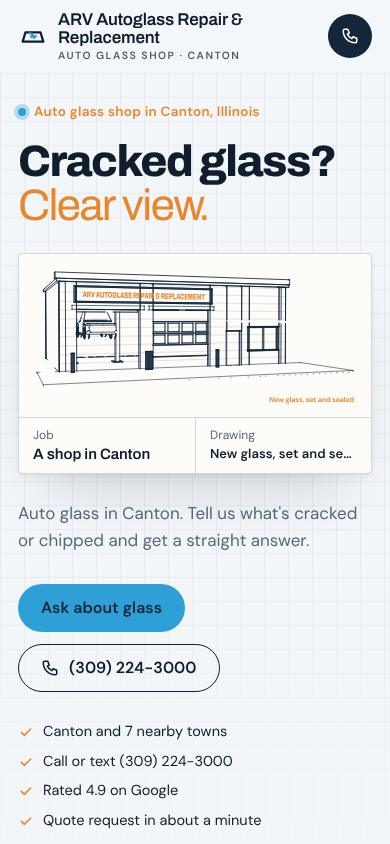 ARV Autoglass Repair &
Replacement
AUTO GLASS SHOP · CANTON
Auto glass shop in Canton, Illinois
Cracked glass?
Clear view.
ARV AUTOGLASS REPAIR & REPLACEMENT
New glass, set and sealed
Job
A shop in Canton
Drawing
New glass, set and se…
Auto glass in Canton. Tell us what's cracked
or chipped and get a straight answer.
Ask about glass
(309) 224-3000
Canton and 7 nearby towns
Call or text (309) 224-3000
Rated 4.9 on Google
Quote request in about a minute